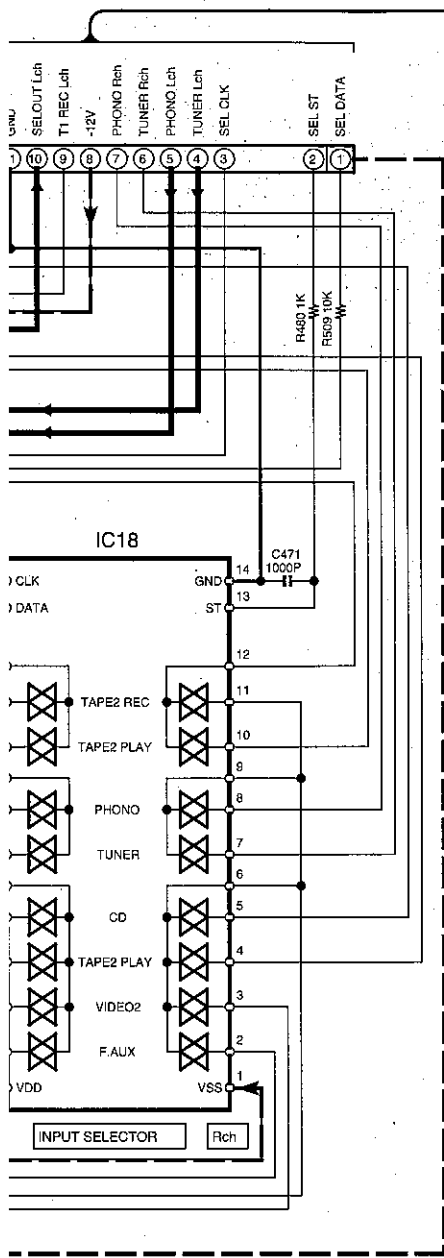 GND
SELOUT Lch
T1 REC Lch
-12V
PHONO Rch
TUNER Rch
PHONO Lch
TUNER Lch
SEL CLK
SEL ST
SEL DATA
1 10 9 8 7 6 5 4 3 2 1
R480 1K
R509 10K
IC18
C471
1000P
CLK GND 14
DATA ST 13
12
TAPE2 REC 11
TAPE2 PLAY 10
9
PHONO 8
TUNER 7
6
CD 5
TAPE2 PLAY 4
VIDEO2 3
F.AUX 2
VDD VSS 1
INPUT SELECTOR Rch